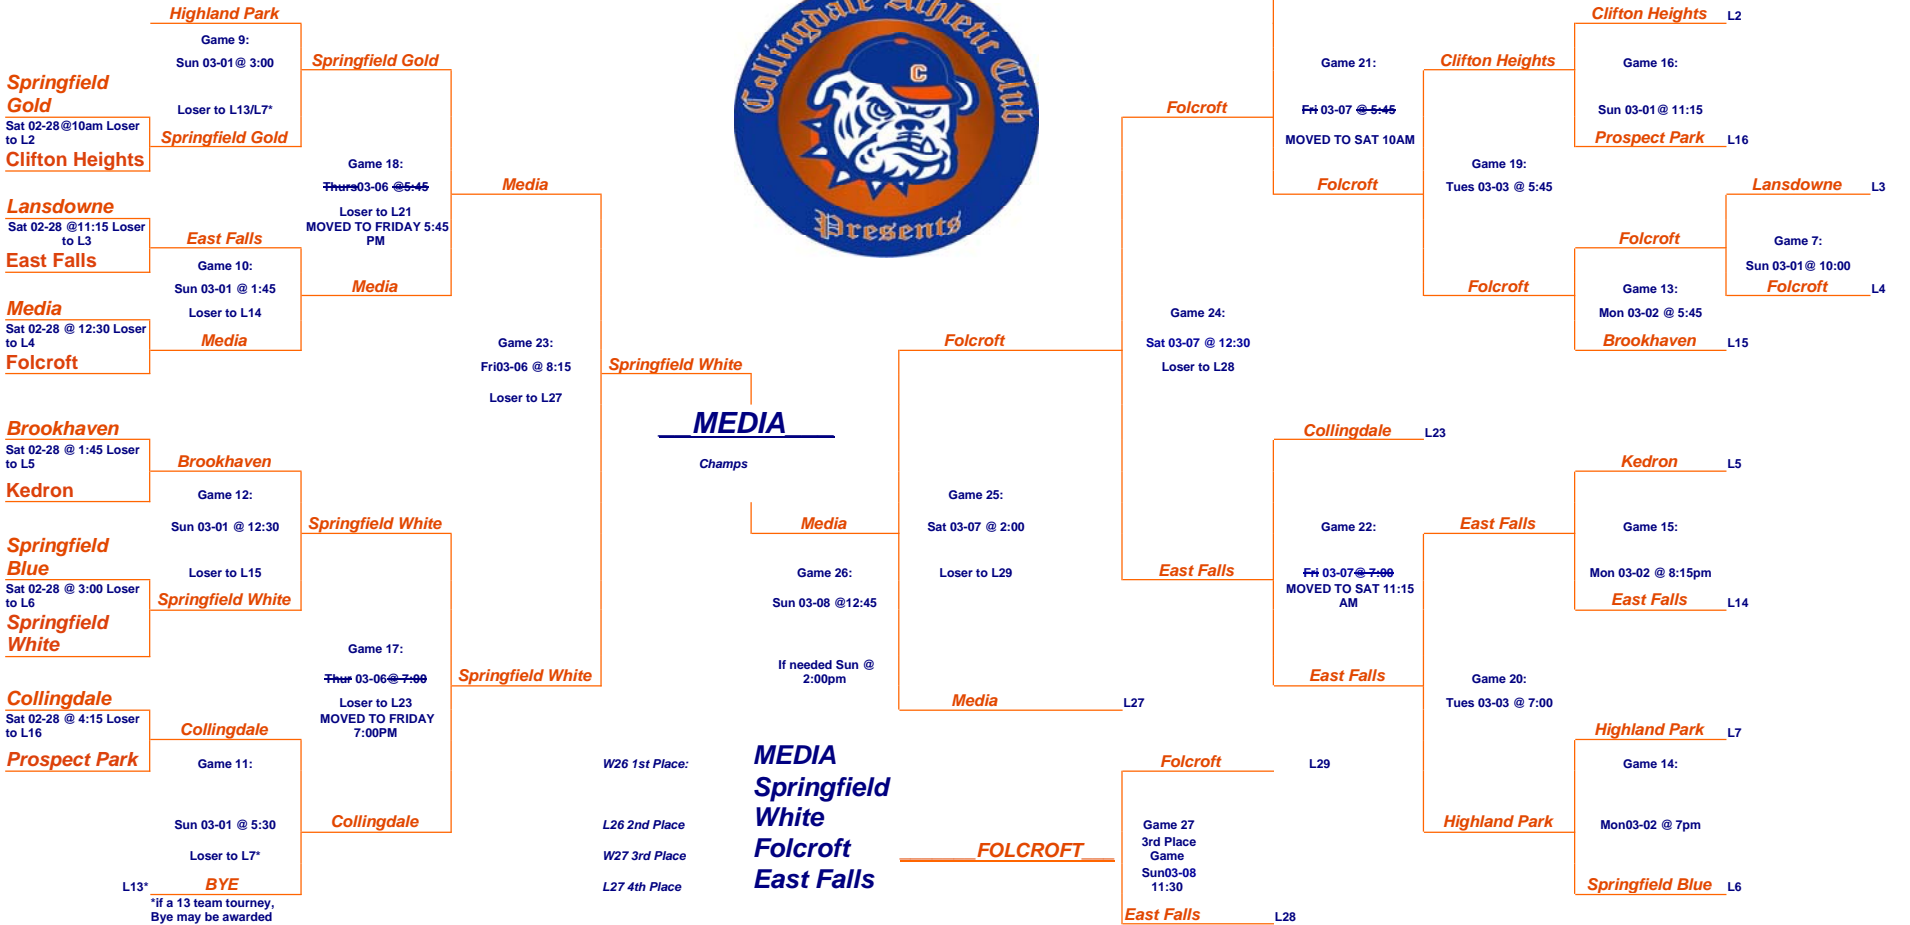 Highland Park
Game 9:
Sun 03-01@ 3:00
Springfield Gold
Springfield
Gold
Loser to L13/L7*
Sat 02-28@10am Loser
to L2
Springfield Gold
Clifton Heights
Game 18:
Thurs03-06 @5:45
Media
Loser to L21
MOVED TO FRIDAY 5:45
PM
Lansdowne
Sat 02-28 @11:15 Loser
to L3
East Falls
East Falls
Game 10:
Sun 03-01 @ 1:45
Media
Media
Loser to L14
Sat 02-28 @ 12:30 Loser
to L4
Media
Folcroft
Game 23:
Fri03-06 @ 8:15
Springfield White
Loser to L27
Brookhaven
Sat 02-28 @ 1:45 Loser
to L5
Brookhaven
Kedron
Game 12:
Sun 03-01 @ 12:30
Springfield White
Springfield
Blue
Loser to L15
Sat 02-28 @ 3:00 Loser
to L6
Springfield White
Springfield
White
Game 17:
Thur 03-06@ 7:00
Springfield White
Loser to L23
MOVED TO FRIDAY
7:00PM
Collingdale
Sat 02-28 @ 4:15 Loser
to L16
Collingdale
Prospect Park
Game 11:
Sun 03-01 @ 5:30
Collingdale
Loser to L7*
L13*
BYE
*if a 13 team tourney,
Bye may be awarded
Collingdale Athletic Club
C
Presents
MEDIA
Champs
Media
Game 26:
Sun 03-08 @12:45
If needed Sun @
2:00pm
W26 1st Place:
MEDIA
Springfield
White
L26 2nd Place
W27 3rd Place
Folcroft
L27 4th Place
East Falls
Folcroft
Game 25:
Sat 03-07 @ 2:00
Loser to L29
Media
L27
Folcroft
L29
Game 27
3rd Place
Game
Sun03-08
11:30
FOLCROFT
East Falls
L28
Folcroft
Game 24:
Sat 03-07 @ 12:30
Loser to L28
East Falls
Game 21:
Fri 03-07 @ 5:45
MOVED TO SAT 10AM
Folcroft
Collingdale
L23
Game 22:
Fri 03-07@ 7:00
MOVED TO SAT 11:15
AM
East Falls
Clifton Heights
L2
Clifton Heights
Game 16:
Sun 03-01@ 11:15
Prospect Park
L16
Game 19:
Tues 03-03 @ 5:45
Lansdowne
L3
Folcroft
Game 7:
Sun 03-01@ 10:00
Folcroft
Game 13:
Folcroft
L4
Mon 03-02 @ 5:45
Brookhaven
L15
Kedron
L5
East Falls
Game 15:
Mon 03-02 @ 8:15pm
East Falls
L14
Game 20:
Tues 03-03 @ 7:00
Highland Park
L7
Game 14:
Highland Park
Mon03-02 @ 7pm
Springfield Blue
L6